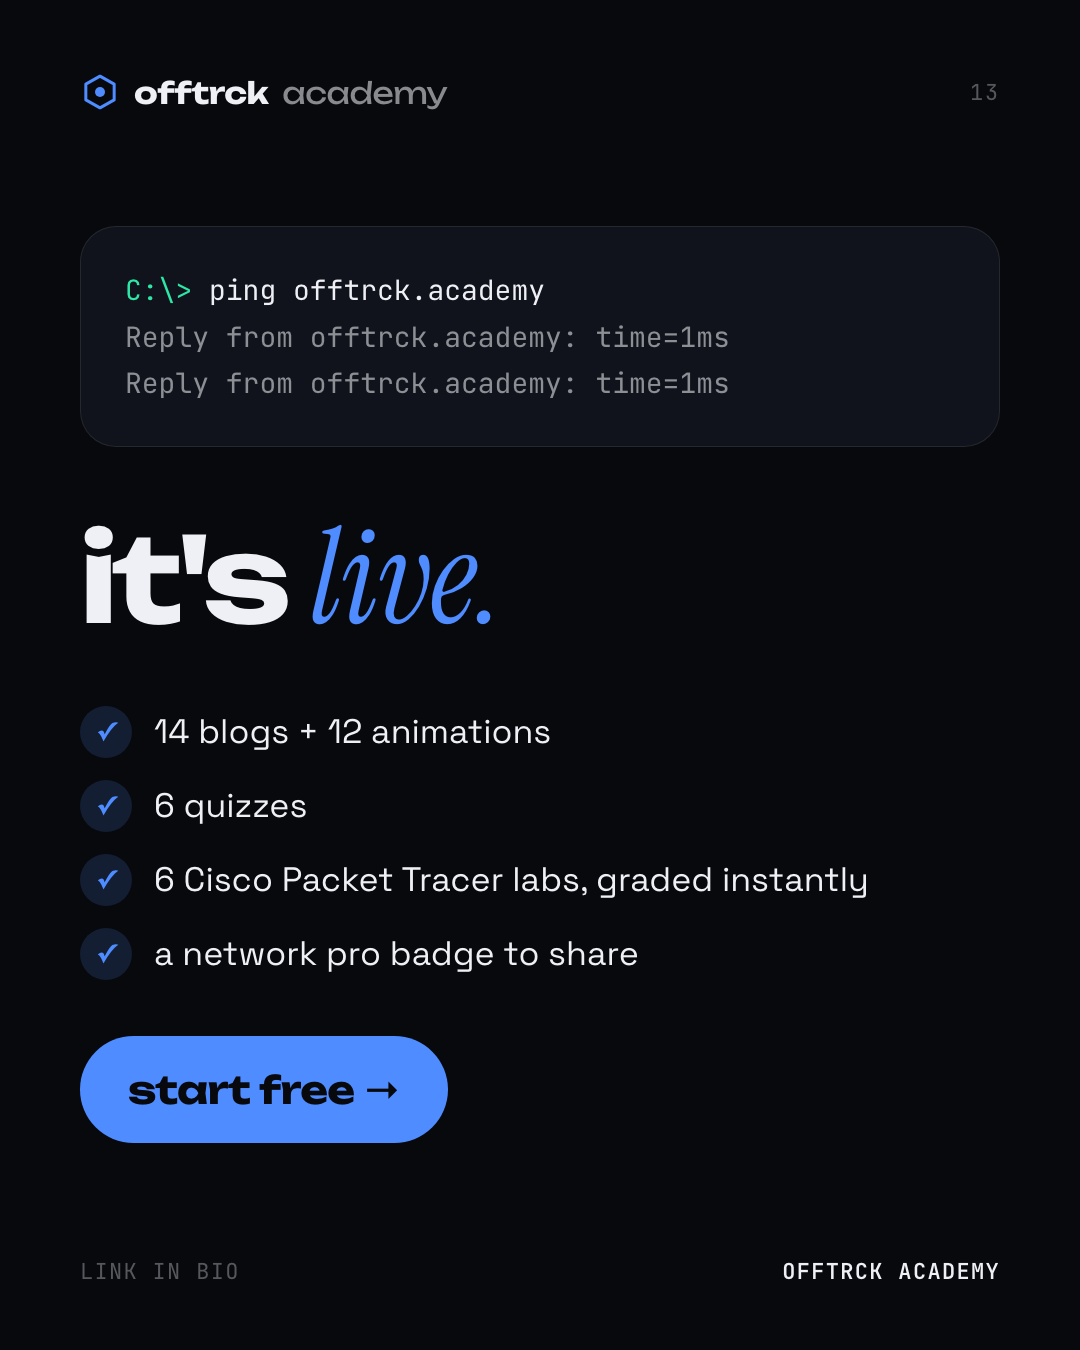 offtrck academy
13
C:\> ping offtrck.academy
Reply from offtrck.academy: time=1ms
Reply from offtrck.academy: time=1ms
it's live.
✓ 14 blogs + 12 animations
✓ 6 quizzes
✓ 6 Cisco Packet Tracer labs, graded instantly
✓ a network pro badge to share
start free →
LINK IN BIO
OFFTRCK ACADEMY